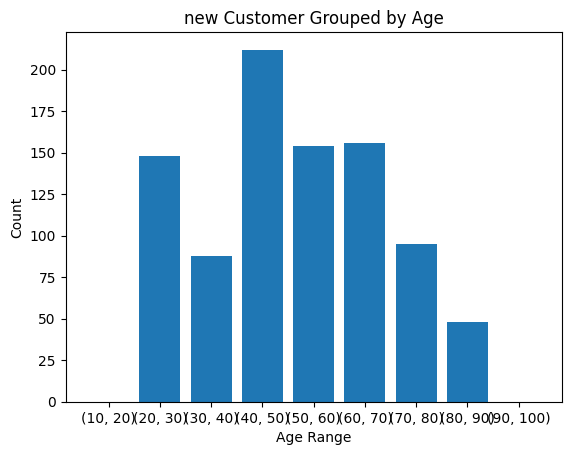 new Customer Grouped by Age
Count
200
175
150
125
100
75
50
25
0
(10, 20) (20, 30) (30, 40) (40, 50) (50, 60) (60, 70) (70, 80) (80, 90) (90, 100)
Age Range